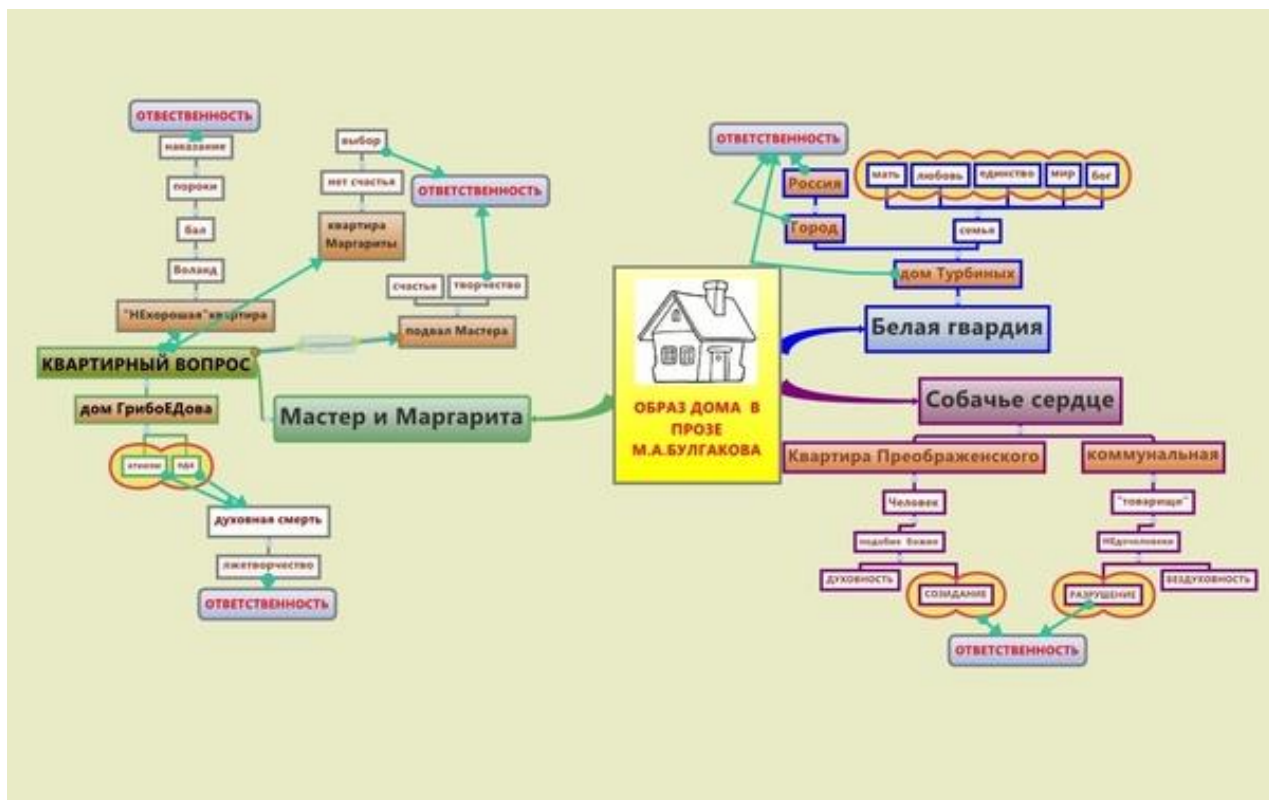 ОТВЕСТВЕННОСТЬ
наказание
пороки
бал
Воланд
"НЕхорошая"квартира
выбор
нет счастья
квартира
Маргариты
ОТВЕТСТВЕННОСТЬ
счастье
творчество
подвал Мастера
КВАРТИРНЫЙ ВОПРОС
дом ГрибоЕДова
атеизм
еда
духовная смерть
лжетворчество
ОТВЕТСТВЕННОСТЬ
Мастер и Маргарита
ОБРАЗ ДОМА В
ПРОЗЕ
М.А.БУЛГАКОВА
ОТВЕТСТВЕННОСТЬ
Россия
Город
мать
любовь
единство
мир
бог
семья
дом Турбиных
Белая гвардия
Собачье сердце
Квартира Преображенского
коммунальная
Человек
"товарищи"
подобие божие
НЕдочеловеки
ДУХОВНОСТЬ
СОЗИДАНИЕ
РАЗРУШЕНИЕ
БЕЗДУХОВНОСТЬ
ОТВЕТСТВЕННОСТЬ